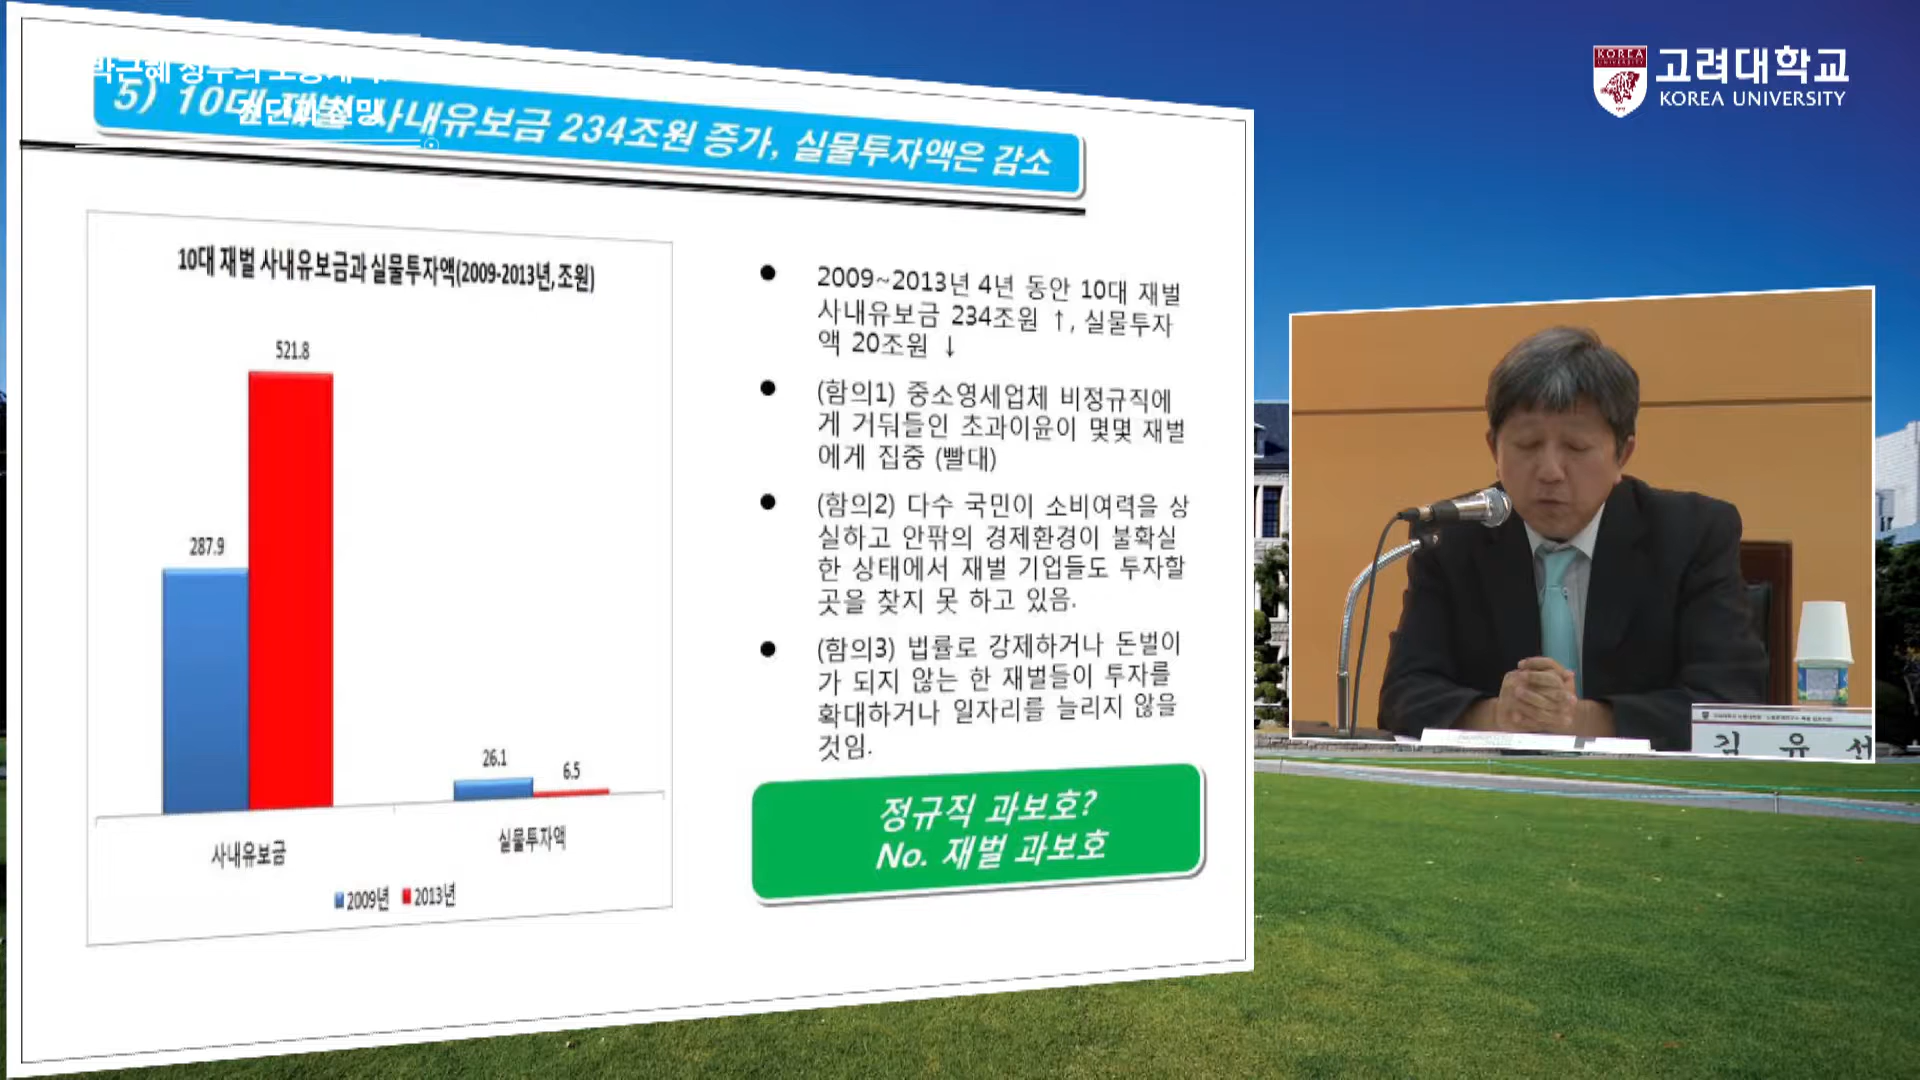 박근혜 정부의
진단과 전망
5) 10대 재벌 사내유보금 234조원 증가, 실물투자액은 감소
10대 재벌 사내유보금과 실물투자액(2009-2013년, 조원)
521.8
287.9
26.1
6.5
사내유보금
실물투자액
2009년 2013년
● 2009~2013년 4년 동안 10대 재벌
사내유보금 234조원 ↑, 실물투자
액 20조원 ↓
● (함의1) 중소영세업체 비정규직에
게 거둬들인 초과이윤이 몇몇 재벌
에게 집중 (빨대)
● (함의2) 다수 국민이 소비여력을 상
실하고 안팎의 경제환경이 불확실
한 상태에서 재벌 기업들도 투자할
곳을 찾지 못 하고 있음.
● (함의3) 법률로 강제하거나 돈벌이
가 되지 않는 한 재벌들이 투자를
확대하거나 일자리를 늘리지 않을
것임.
정규직 과보호?
No. 재벌 과보호
KOREA
UNIVERSITY
고려대학교
KOREA UNIVERSITY
김 유 선